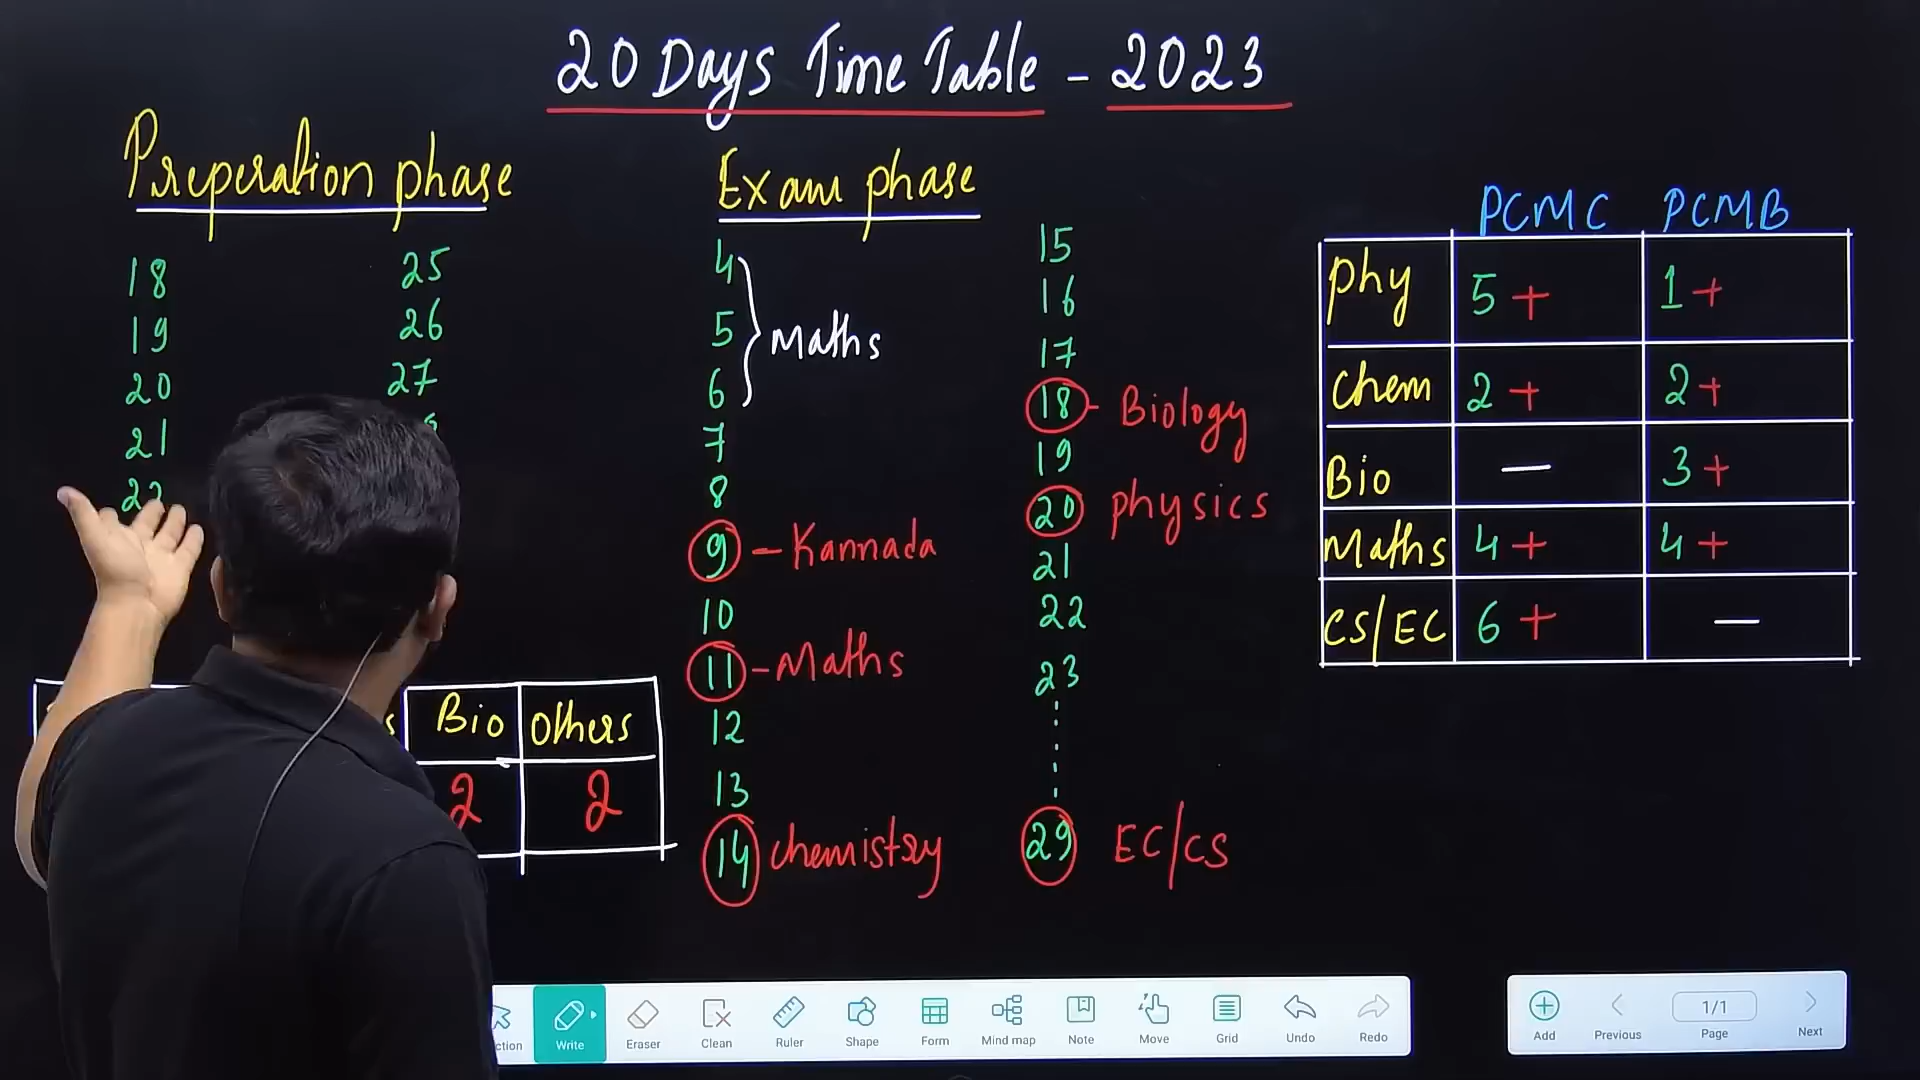 20 Days Time Table - 2023
Preperation phase
18
19
20
21
22
25
26
27
Bio Others
2 2
Exam phase
4
5
6
Maths
7
8
9 - Kannada
10
11 - Maths
12
13
14 chemistry
15
16
17
18 - Biology
19
20 physics
21
22
23
29 EC/CS
PCMC PCMB
Phy 5+ 1+
Chem 2+ 2+
Bio — 3+
Maths 4+ 4+
CS/EC 6+ —
Write
Eraser
Clean
Ruler
Shape
Form
Mind map
Note
Move
Grid
Undo
Redo
Add
Previous
1/1
Page
Next